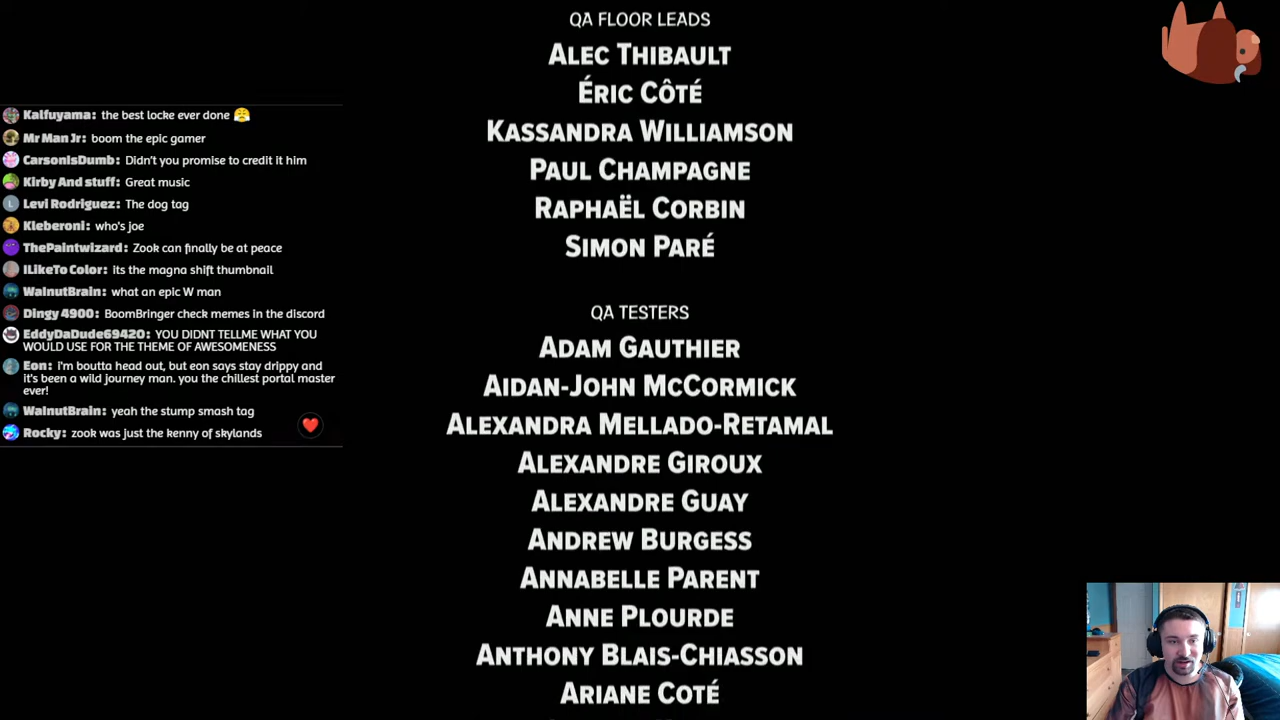 Kalfuyama: the best locke ever done 😤
Mr Man Jr: boom the epic gamer
CarsonIsDumb: Didn't you promise to credit it him
Kirby And stuff: Great music
L
Levi Rodriguez: The dog tag
Kleberoni: who's joe
ThePaintwizard: Zook can finally be at peace
ILikeTo Color: its the magna shift thumbnail
WalnutBrain: what an epic W man
Dingy 4900: BoomBringer check memes in the discord
EddyDaDude69420: YOU DIDNT TELLME WHAT YOU
WOULD USE FOR THE THEME OF AWESOMENESS
Eon: I'm boutta head out, but eon says stay drippy and
it's been a wild journey man. you the chillest portal master
ever!
WalnutBrain: yeah the stump smash tag
Rocky: zook was just the kenny of skylands
QA FLOOR LEADS
ALEC THIBAULT
ÉRIC CÔTÉ
KASSANDRA WILLIAMSON
PAUL CHAMPAGNE
RAPHAËL CORBIN
SIMON PARÉ
QA TESTERS
ADAM GAUTHIER
AIDAN-JOHN MCCORMICK
ALEXANDRA MELLADO-RETAMAL
ALEXANDRE GIROUX
ALEXANDRE GUAY
ANDREW BURGESS
ANNABELLE PARENT
ANNE PLOURDE
ANTHONY BLAIS-CHIASSON
ARIANE COTÉ